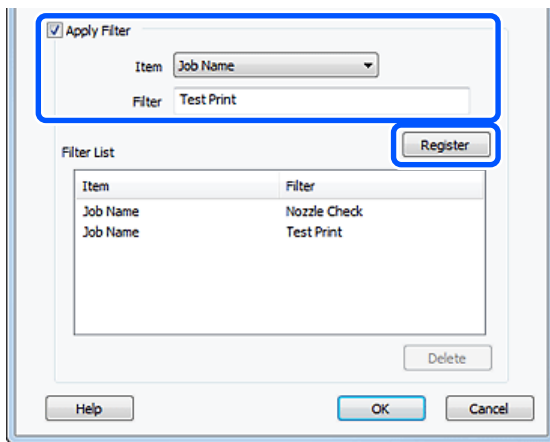 Apply Filter
Item Job Name
Filter Test Print
Register
Filter List
Item Filter
Job Name Nozzle Check
Job Name Test Print
Delete
Help OK Cancel